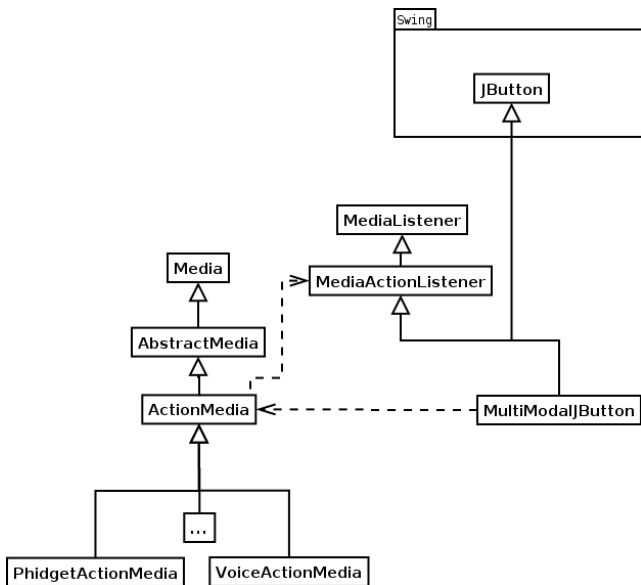 Swing
JButton
MediaListener
Media
MediaActionListener
AbstractMedia
ActionMedia
MultiModalJButton
...
PhidgetActionMedia
VoiceActionMedia